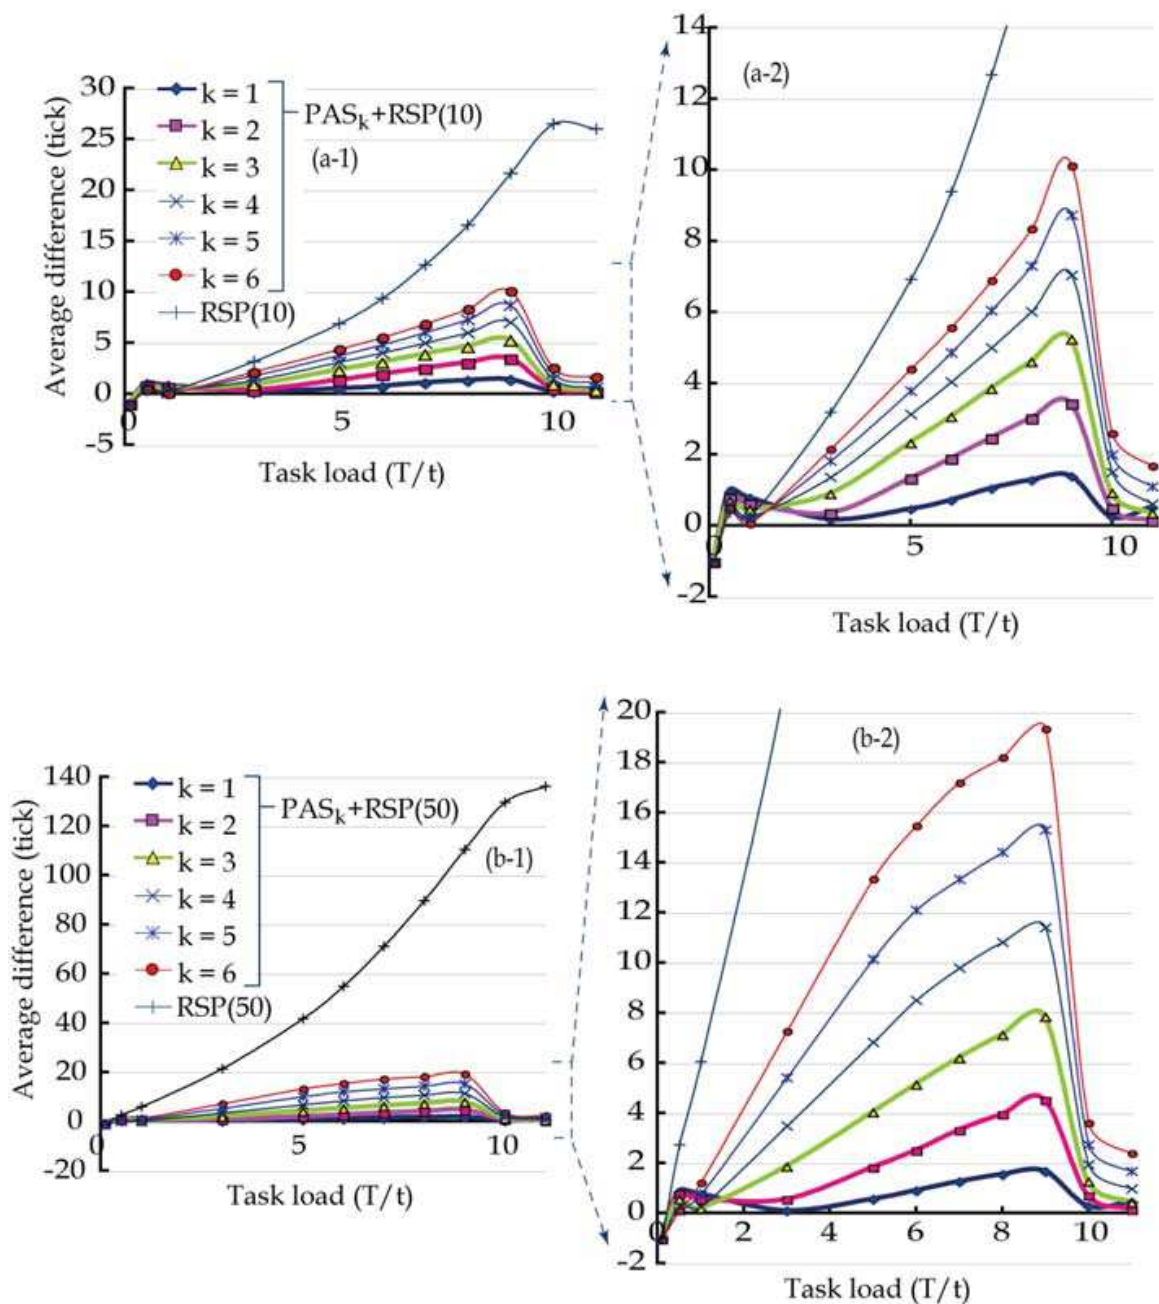 30
25
20
15
10
5
0
-5
0
5
10
Average difference (tick)
Task load (T/t)
k = 1
k = 2
k = 3
k = 4
k = 5
k = 6
RSP(10)
PASk+RSP(10)
(a-1)
14
12
10
8
6
4
2
0
-2
5
10
(a-2)
Task load (T/t)
140
120
100
80
60
40
20
0
-20
0
5
10
Average difference (tick)
Task load (T/t)
k = 1
k = 2
k = 3
k = 4
k = 5
k = 6
RSP(50)
PASk+RSP(50)
(b-1)
20
18
16
14
12
10
8
6
4
2
0
-2
0
2
4
6
8
10
(b-2)
Task load (T/t)